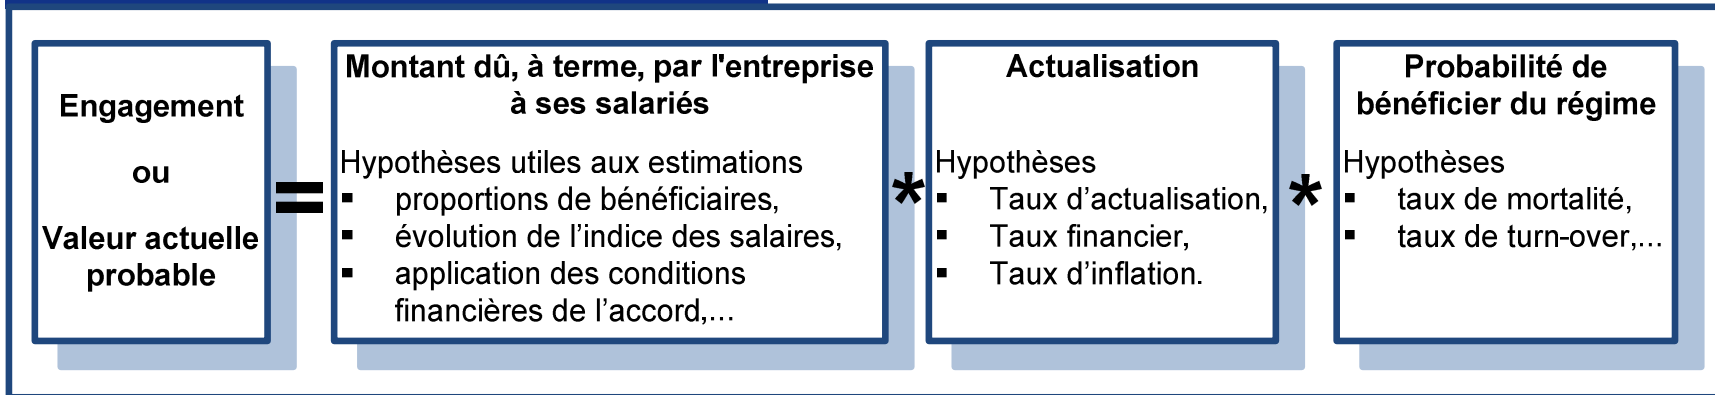 Engagement
ou
Valeur actuelle
probable
=
Montant dû, à terme, par l'entreprise
à ses salariés
Hypothèses utiles aux estimations
▪ proportions de bénéficiaires,
▪ évolution de l’indice des salaires,
▪ application des conditions
financières de l’accord,...
*
Actualisation
Hypothèses
▪ Taux d’actualisation,
▪ Taux financier,
▪ Taux d’inflation.
*
Probabilité de
bénéficier du régime
Hypothèses
▪ taux de mortalité,
▪ taux de turn-over,...